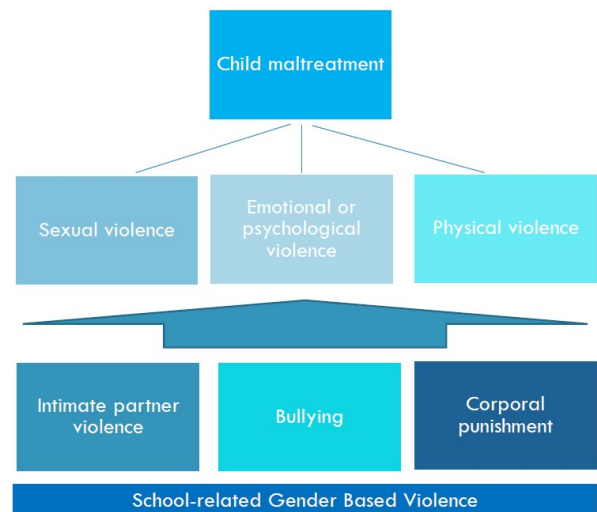 Child maltreatment
Sexual violence
Emotional or
psychological
violence
Physical violence
Intimate partner
violence
Bullying
Corporal
punishment
School-related Gender Based Violence